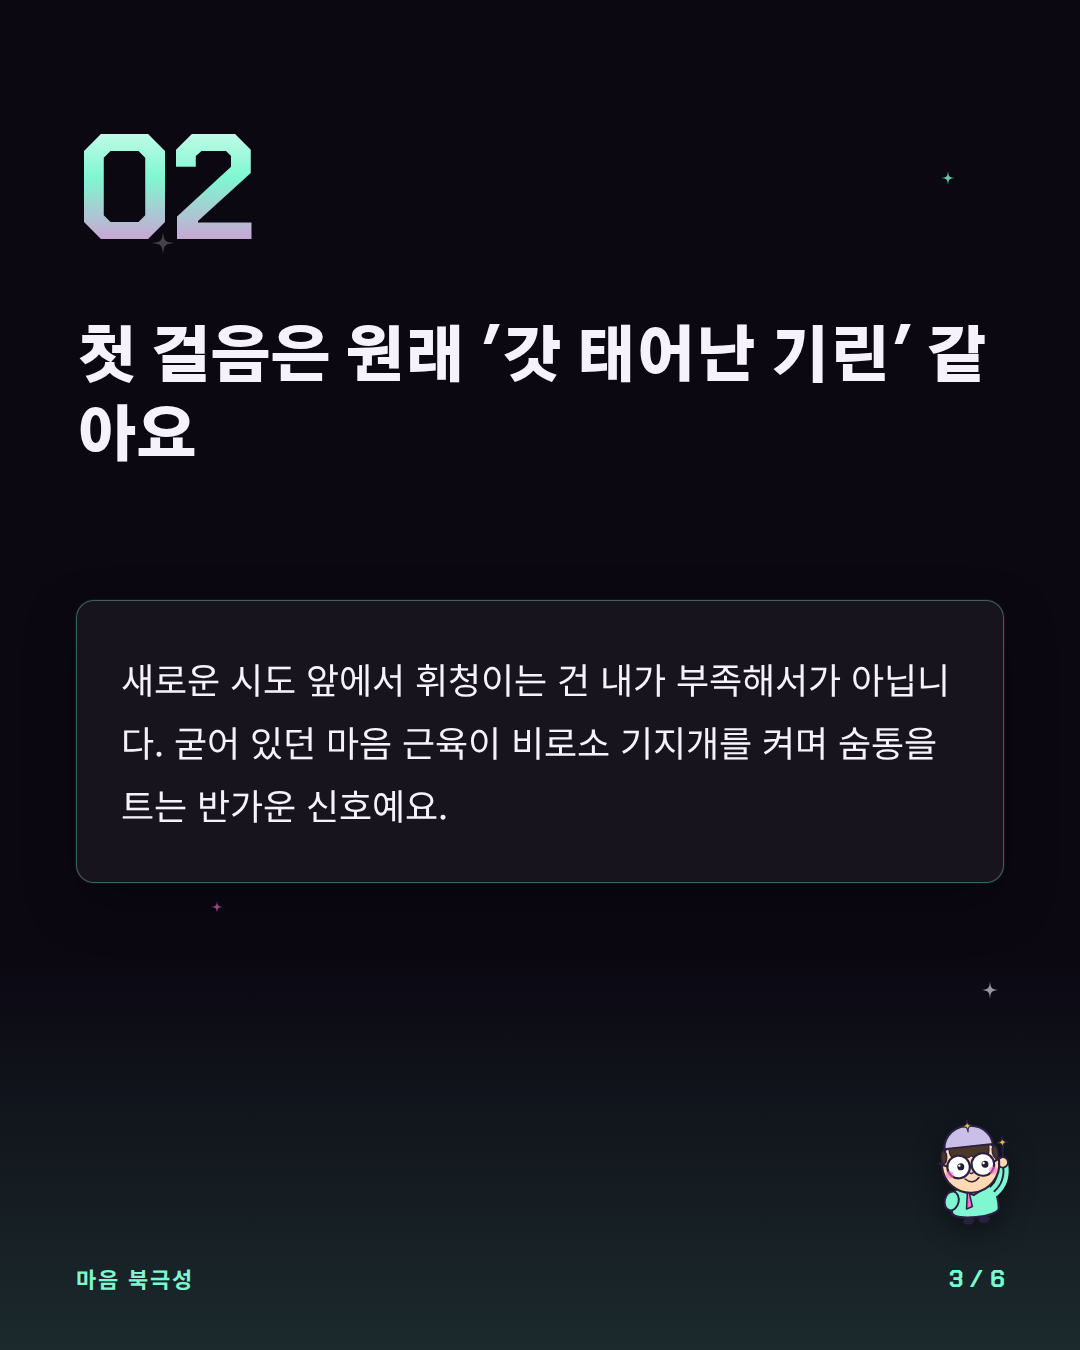 02
첫 걸음은 원래 '갓 태어난 기린' 같
아요
새로운 시도 앞에서 휘청이는 건 내가 부족해서가 아닙니
다. 굳어 있던 마음 근육이 비로소 기지개를 켜며 숨통을
트는 반가운 신호예요.
마음 북극성
3 / 6